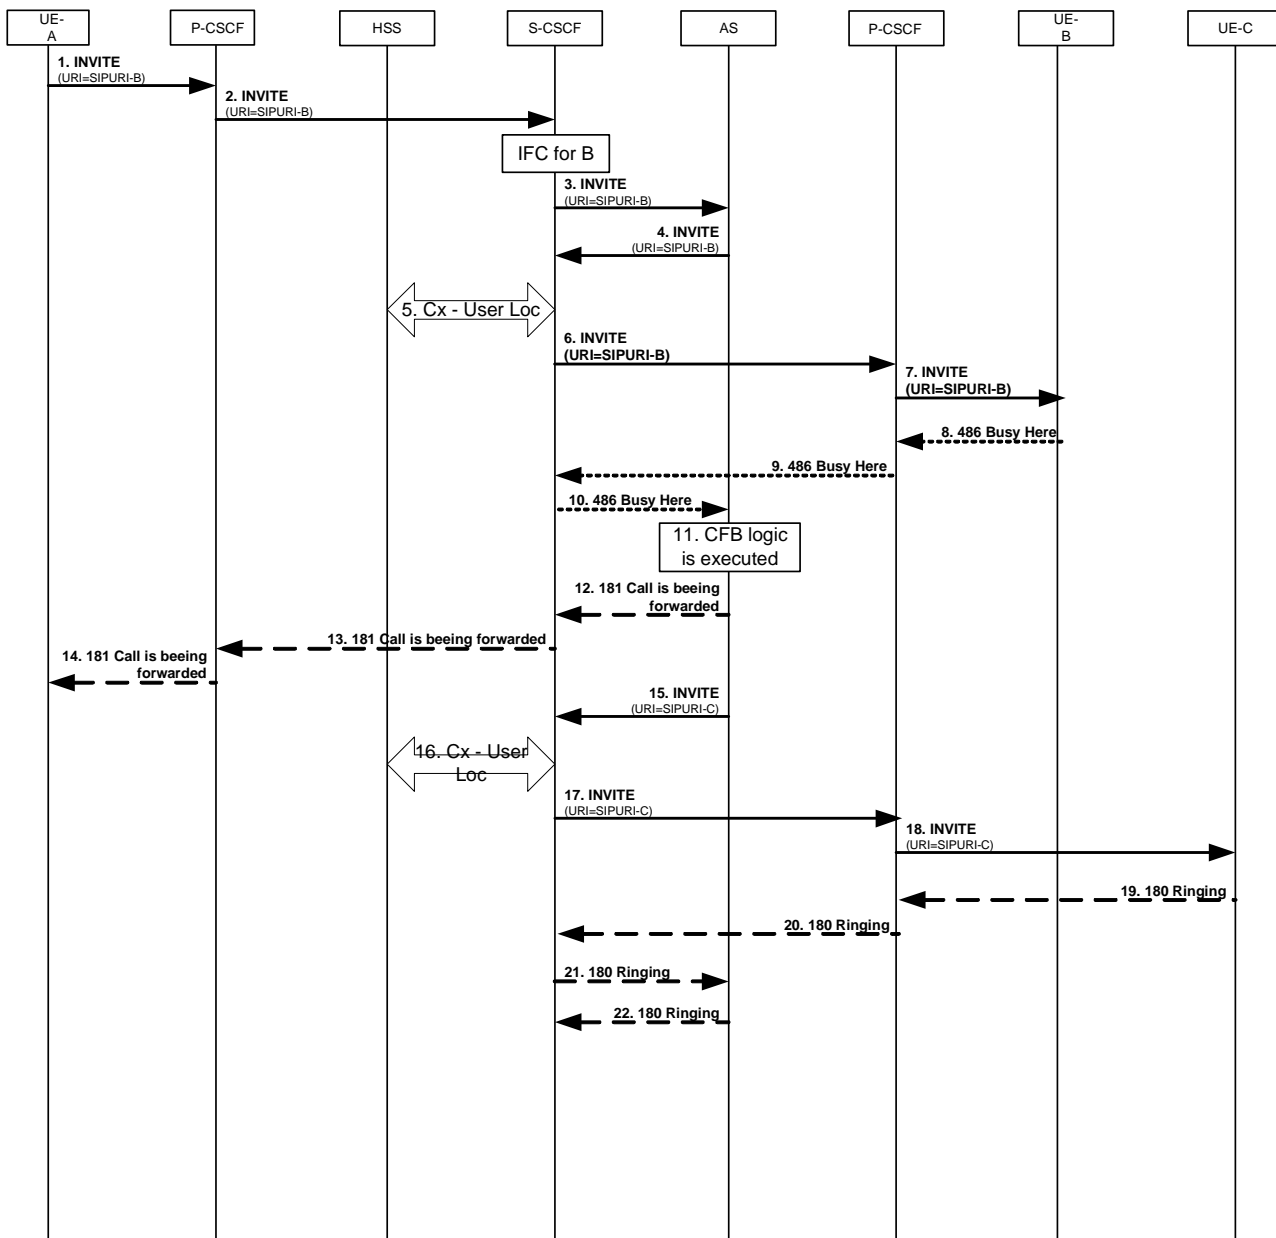 UE-
A
P-CSCF
HSS
S-CSCF
AS
P-CSCF
UE-
B
UE-C
1. INVITE
(URI=SIPURI-B)
2. INVITE
(URI=SIPURI-B)
IFC for B
3. INVITE
(URI=SIPURI-B)
4. INVITE
(URI=SIPURI-B)
5. Cx - User Loc
6. INVITE
(URI=SIPURI-B)
7. INVITE
(URI=SIPURI-B)
8. 486 Busy Here
9. 486 Busy Here
10. 486 Busy Here
11. CFB logic
is executed
12. 181 Call is beeing
forwarded
13. 181 Call is beeing forwarded
14. 181 Call is beeing
forwarded
15. INVITE
(URI=SIPURI-C)
16. Cx - User
Loc
17. INVITE
(URI=SIPURI-C)
18. INVITE
(URI=SIPURI-C)
19. 180 Ringing
20. 180 Ringing
21. 180 Ringing
22. 180 Ringing